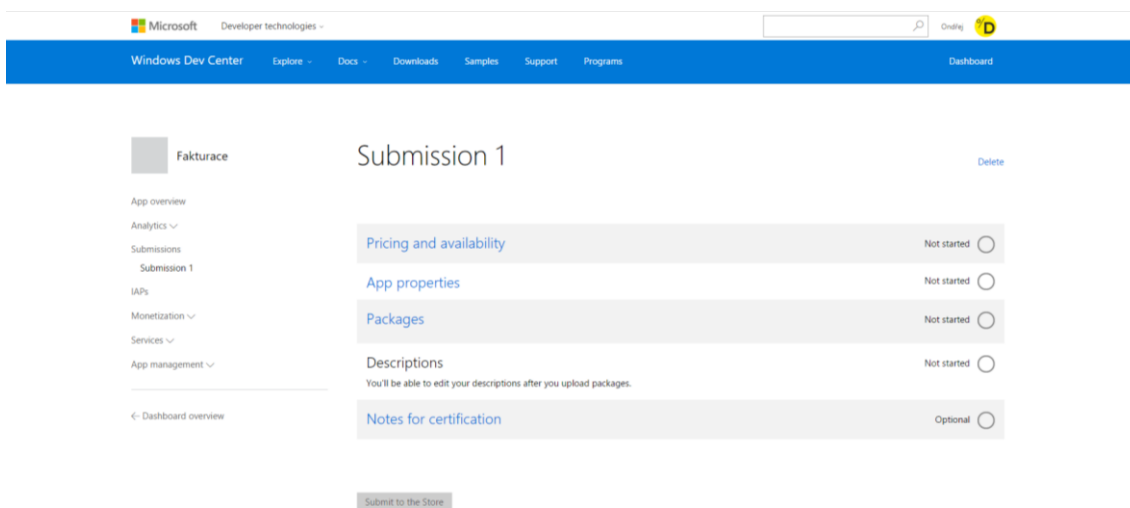 Microsoft Developer technologies Ondřej %D
Windows Dev Center Explore Docs Downloads Samples Support Programs Dashboard
Fakturace
Submission 1
Delete
App overview
Analytics
Submissions
Submission 1
IAPs
Monetization
Services
App management
← Dashboard overview
Pricing and availability Not started
App properties Not started
Packages Not started
Descriptions Not started
You'll be able to edit your descriptions after you upload packages.
Notes for certification Optional
Submit to the Store